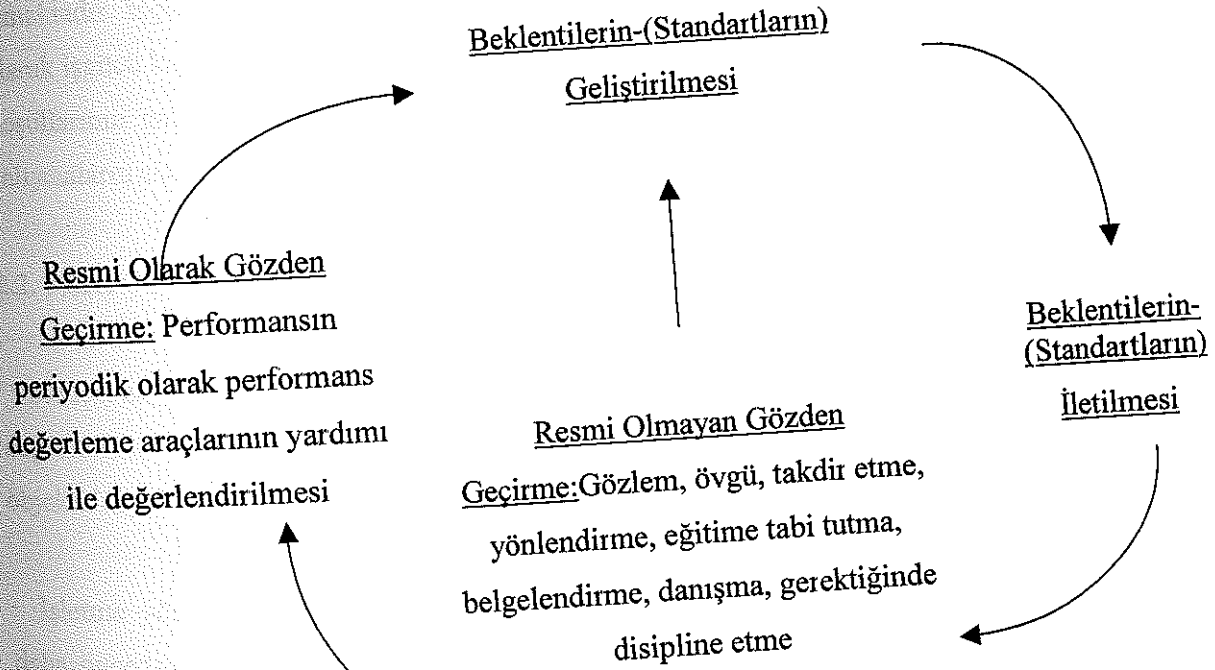 Beklentilerin-(Standartların)
Geliştirilmesi
Beklentilerin-
(Standartların)
İletilmesi
Resmi Olmayan Gözden
Geçirme:Gözlem, övgü, takdir etme,
yönlendirme, eğitime tabi tutma,
belgelendirme, danışma, gerektiğinde
disipline etme
Resmi Olarak Gözden
Geçirme: Performansın
periyodik olarak performans
değerleme araçlarının yardımı
ile değerlendirilmesi